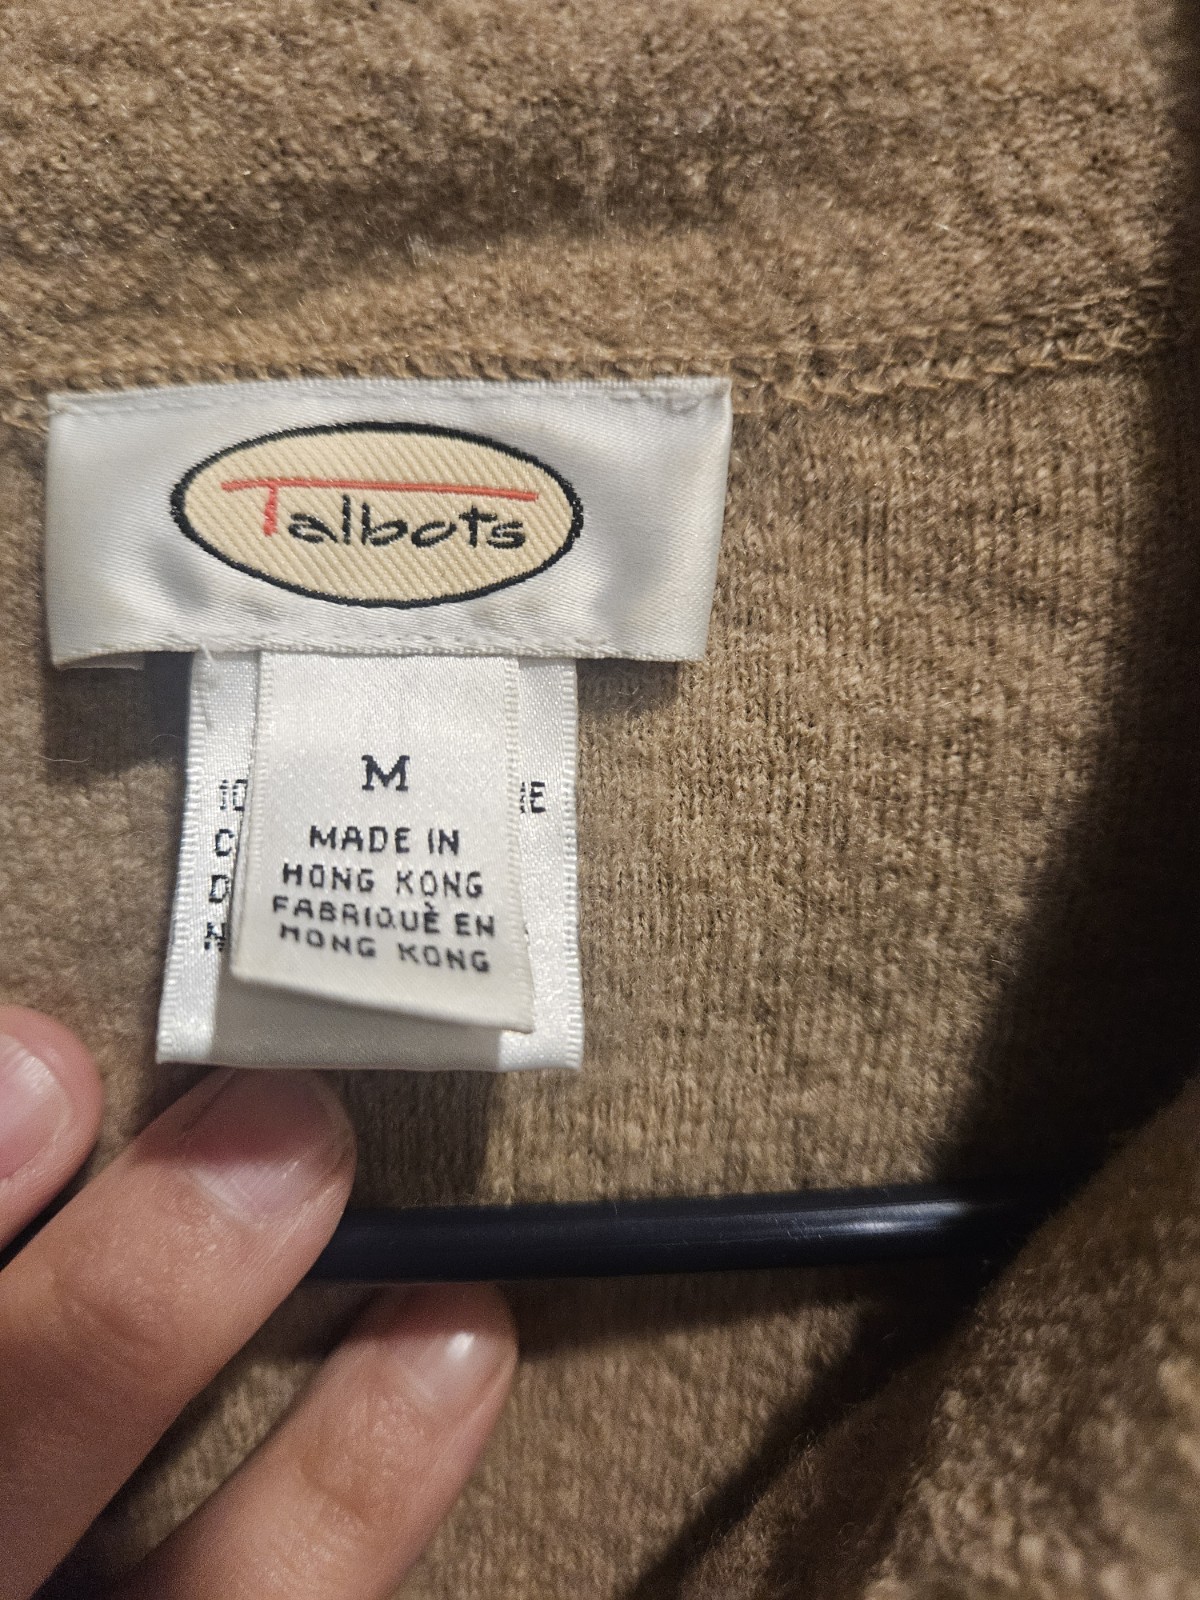 Talbots
M
MADE IN
HONG KONG
FABRIQUÈ EN
HONG KONG